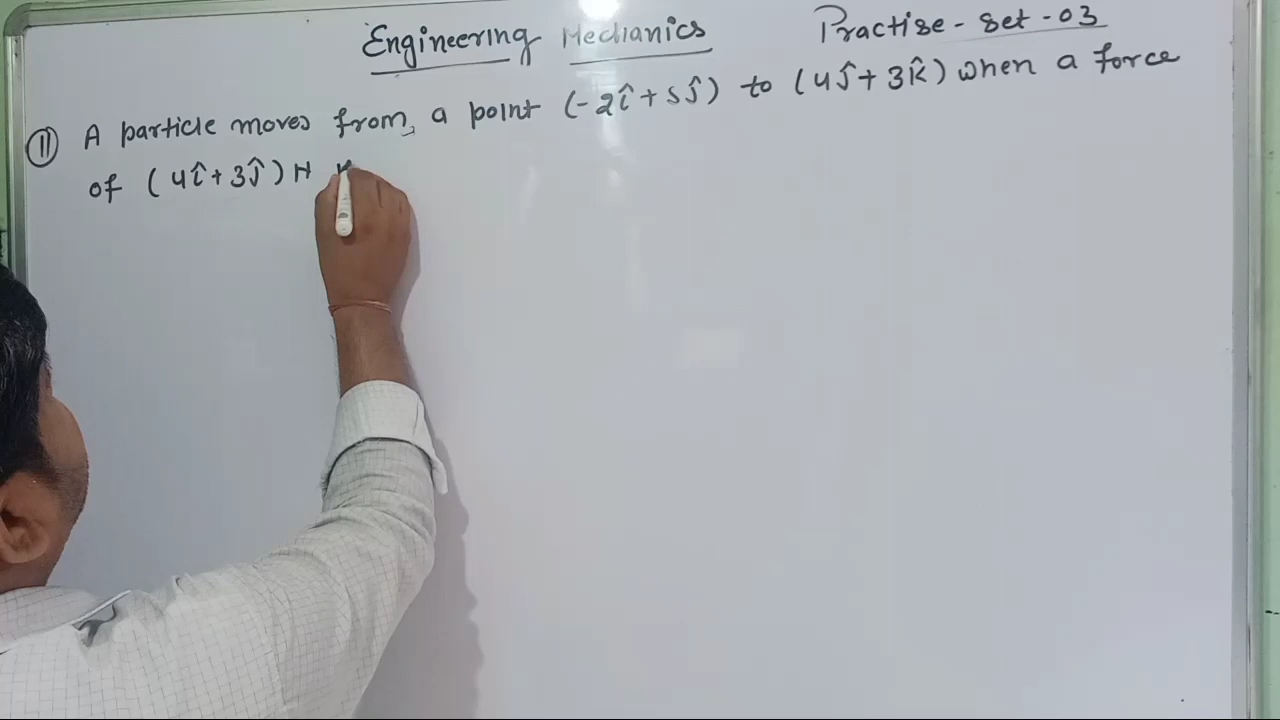 Engineering Mechanics Practise - Set - 03
(11) A particle moves from, a point (-2î + 5ĵ) to (4ĵ + 3k̂) when a force
of (4î + 3ĵ) N